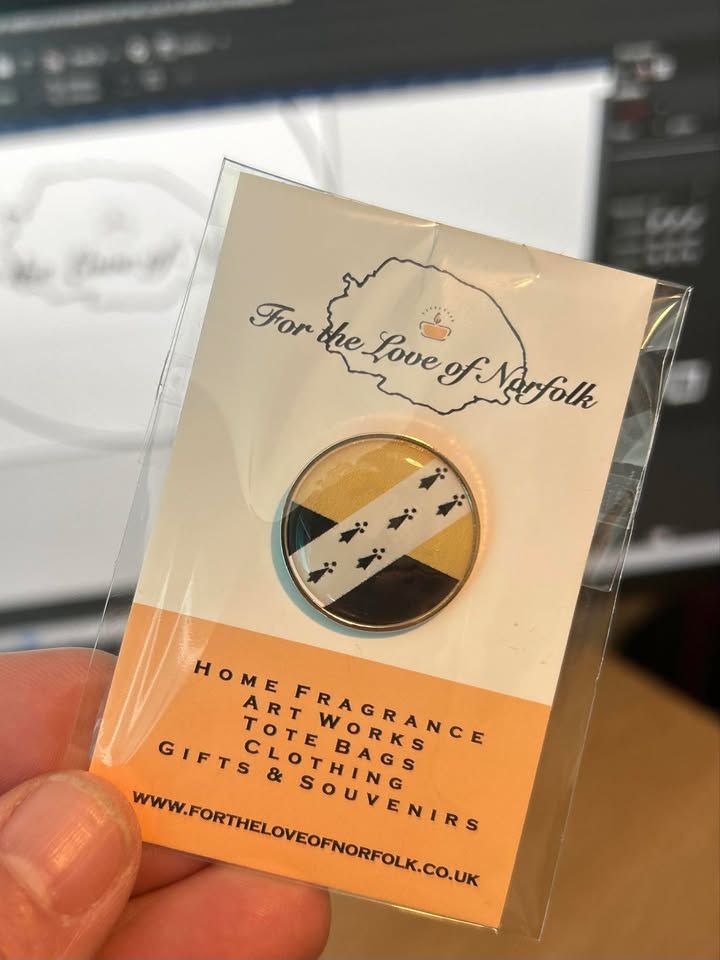 For the Love of Norfolk
HOME FRAGRANCE
ART WORKS
TOTE BAGS
CLOTHING
GIFTS & SOUVENIRS
WWW.FORTHELOVEOFNORFOLK.CO.UK